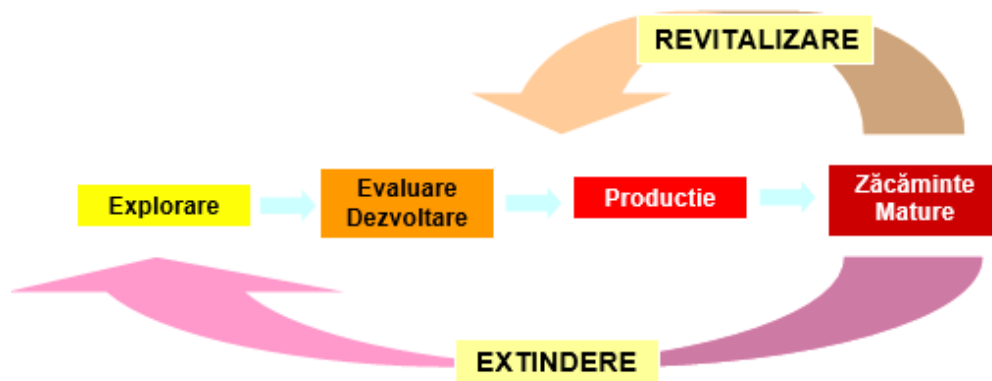 REVITALIZARE
Explorare
Evaluare
Dezvoltare
Productie
Zăcăminte
Mature
EXTINDERE